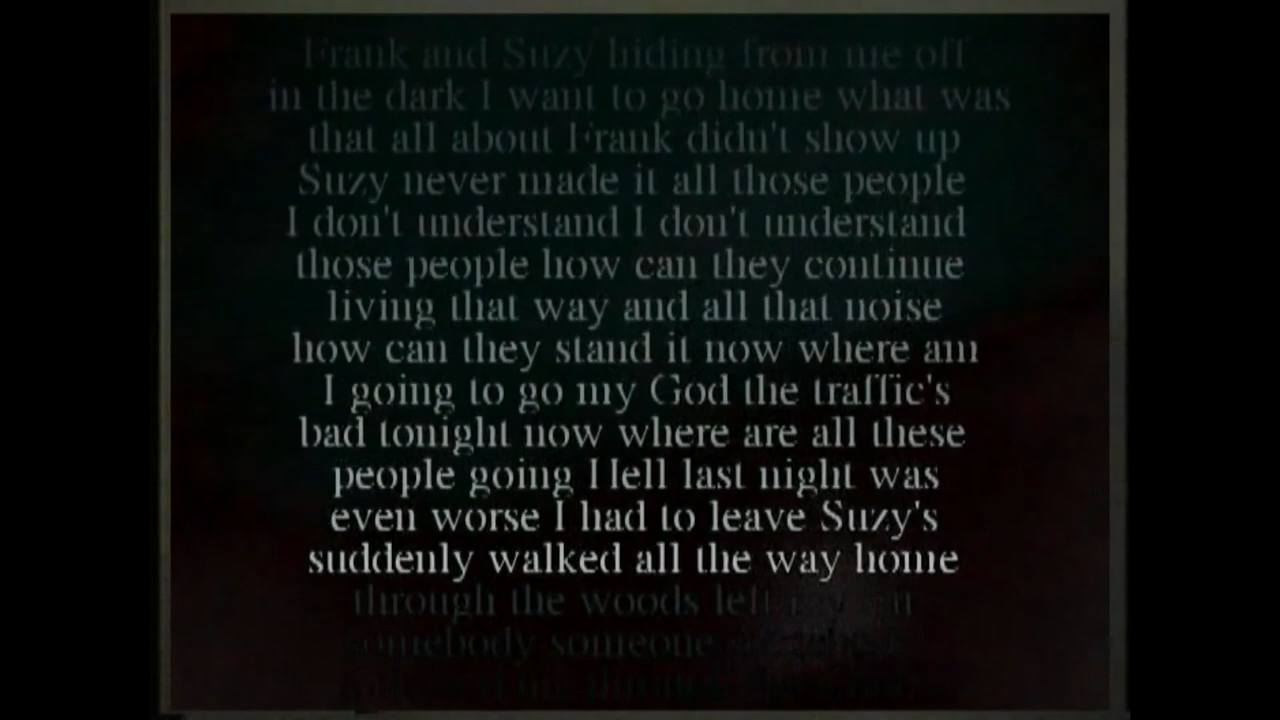 Frank and Suzy hiding from me off
in the dark I want to go home what was
that all about Frank didn't show up
Suzy never made it all those people
I don't understand I don't understand
those people how can they continue
living that way and all that noise
how can they stand it now where am
I going to go my God the traffic's
bad tonight now where are all these
people going Hell last night was
even worse I had to leave Suzy's
suddenly walked all the way home
through the woods left
somebody someone